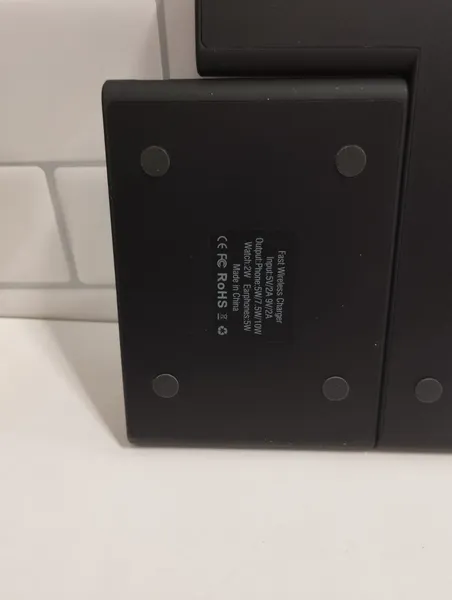 Fast Wireless Charger
Input:5V/2A 9V/2A
Output:Phone:5W/7.5W/10W
Watch:2W Earphones:5W
Made in China
CE FC RoHS